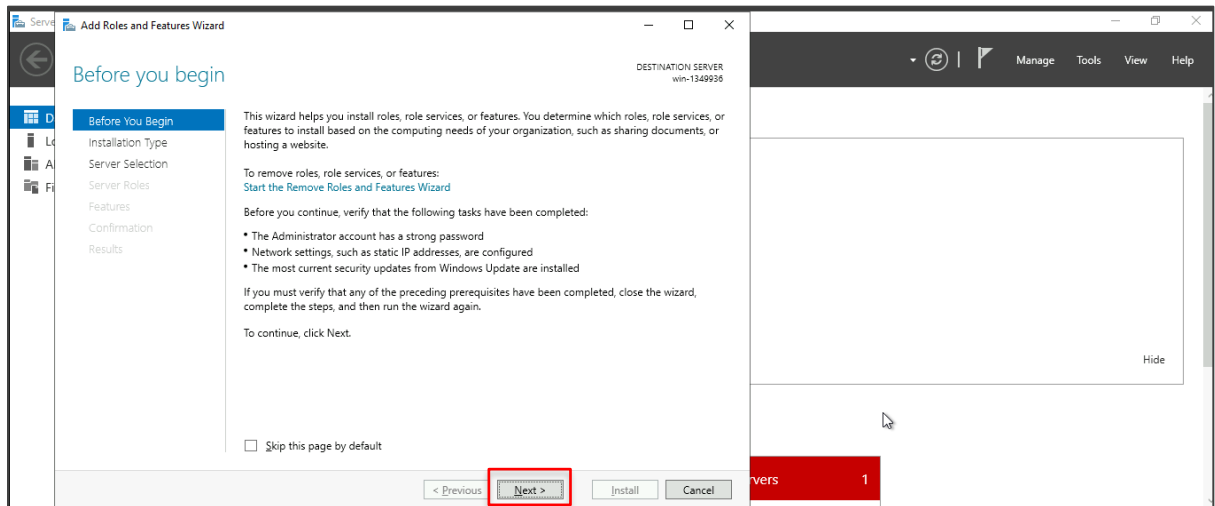 Serve
Add Roles and Features Wizard
Manage Tools View Help
Before you begin
DESTINATION SERVER
win-1349936
Before You Begin
Installation Type
Server Selection
Server Roles
Features
Confirmation
Results
This wizard helps you install roles, role services, or features. You determine which roles, role services, or
features to install based on the computing needs of your organization, such as sharing documents, or
hosting a website.
To remove roles, role services, or features:
Start the Remove Roles and Features Wizard
Before you continue, verify that the following tasks have been completed:
• The Administrator account has a strong password
• Network settings, such as static IP addresses, are configured
• The most current security updates from Windows Update are installed
If you must verify that any of the preceding prerequisites have been completed, close the wizard,
complete the steps, and then run the wizard again.
To continue, click Next.
Hide
Skip this page by default
< Previous Next > Install Cancel
rvers 1